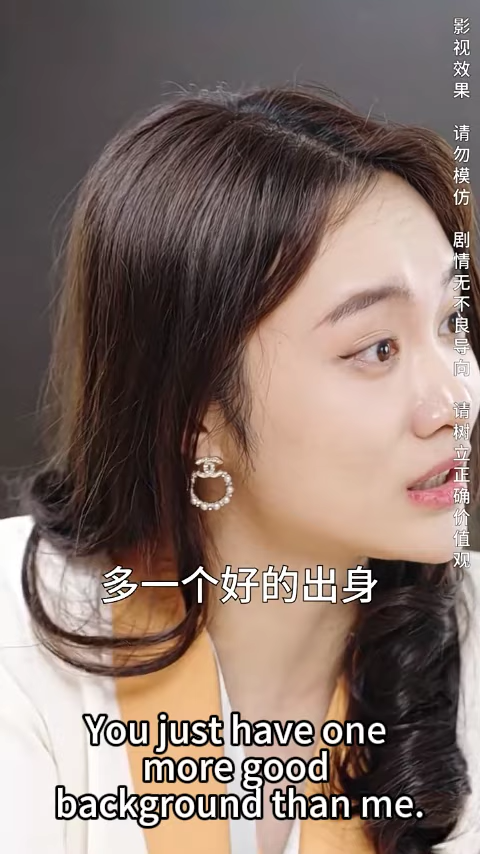 影视效果 请勿模仿 剧情无不良导向 请树立正确价值观
多一个好的出身
You just have one
more good
background than me.